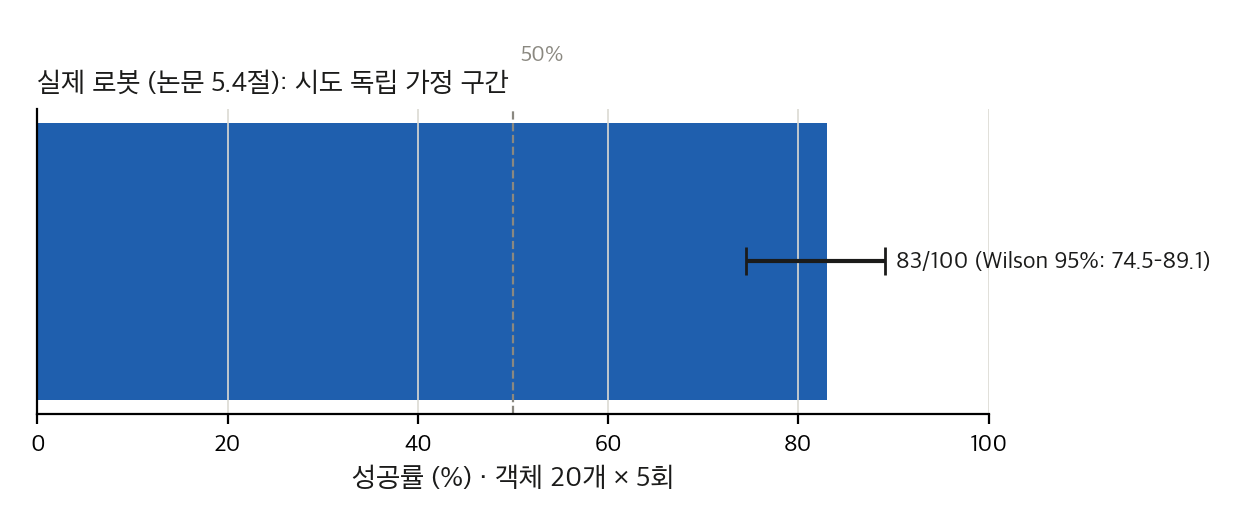 50%
실제 로봇 (논문 5.4절): 시도 독립 가정 구간
83/100 (Wilson 95%: 74.5-89.1)
0 20 40 60 80 100
성공률 (%) · 객체 20개 × 5회